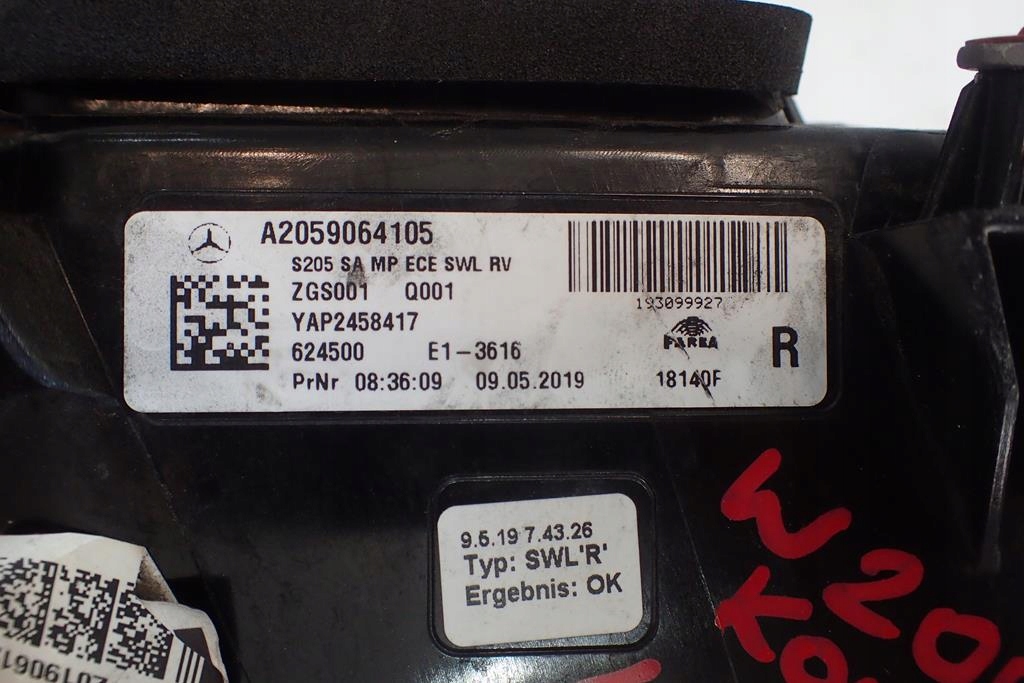 A2059064105
S205 SA MP ECE SWL RV
ZGS001 Q001
YAP2458417
624500 E1-3616
PrNr 08:36:09 09.05.2019
193099927
FARBA
18140F
R
9.5.19 7.43.26
Typ: SWL'R'
Ergebnis: OK